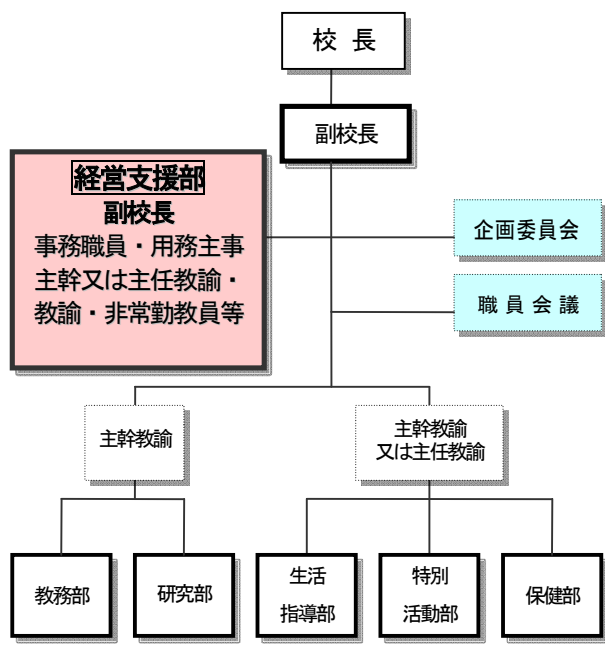 校 長
副校長
経営支援部
副校長
事務職員・用務主事
主幹又は主任教諭・
教諭・非常勤教員等
企画委員会
職 員 会 議
主幹教諭
主幹教諭
又は主任教諭
教務部
研究部
生活
指導部
特別
活動部
保健部